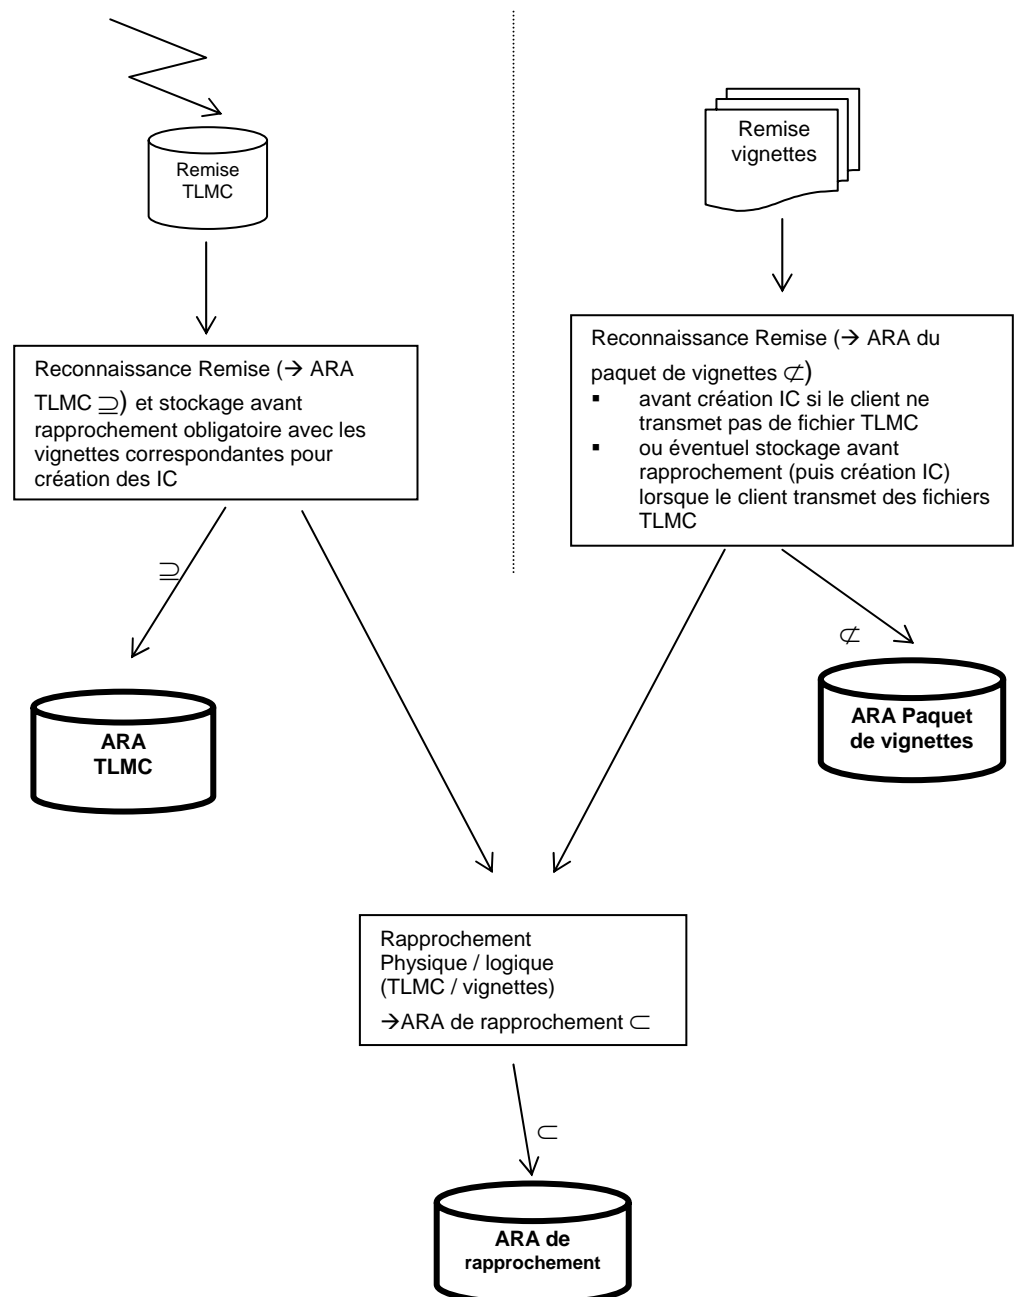 Remise
TLMC
Remise
vignettes
Reconnaissance Remise (→ ARA
TLMC ⊇) et stockage avant
rapprochement obligatoire avec les
vignettes correspondantes pour
création des IC
Reconnaissance Remise (→ ARA du
paquet de vignettes ⊄)
▪ avant création IC si le client ne
transmet pas de fichier TLMC
▪ ou éventuel stockage avant
rapprochement (puis création IC)
lorsque le client transmet des fichiers
TLMC
⊇
⊄
ARA
TLMC
ARA Paquet
de vignettes
Rapprochement
Physique / logique
(TLMC / vignettes)
→ARA de rapprochement ⊂
⊂
ARA de
rapprochement